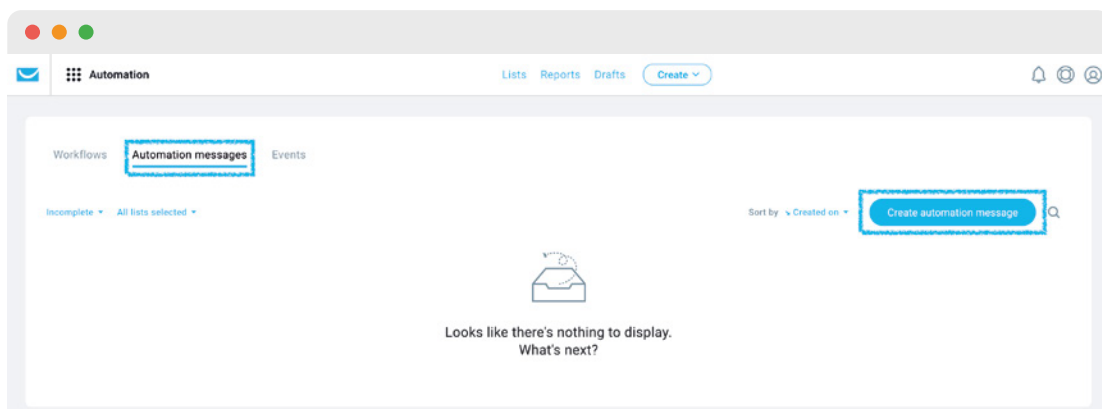 Automation
Lists Reports Drafts Create
Workflows Automation messages Events
Incomplete All lists selected
Sort by Created on Create automation message
Looks like there's nothing to display.
What's next?